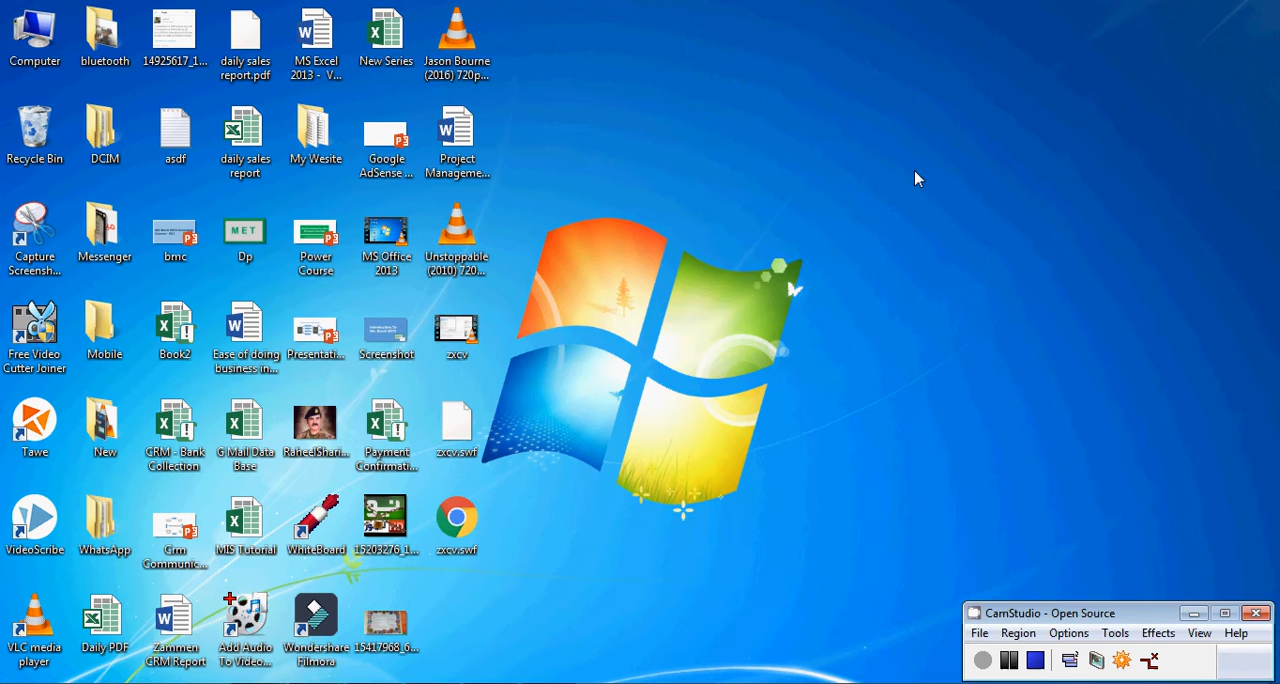 Computer
bluetooth
14925617_1...
daily sales
report.pdf
MS Excel
2013 - V...
New Series
Jason Bourne
(2016) 720p...
Recycle Bin
DCIM
asdf
daily sales
report
My Wesite
Google
AdSense ...
Project
Manageme...
Capture
Screensh...
Messenger
bmc
MET
Dp
Power
Course
MS Office
2013
Unstoppable
(2010) 720...
Free Video
Cutter Joiner
Mobile
Book2
Ease of doing
business in...
Presentati...
Introduction To
Screenshot
zxcv
Tawe
New
CRM - Bank
Collection
G Mail Data
Base
RaheelShari...
Payment
Confirmati...
zxcv.swf
VideoScribe
WhatsApp
Crm
Communic...
MIS Tutorial
WhiteBoard
15203276_1...
zxcv.swf
VLC media
player
Daily PDF
Zammen
CRM Report
Add Audio
To Video...
Wondershare
Filmora
15417968_6...
CamStudio - Open Source
File Region Options Tools Effects View Help